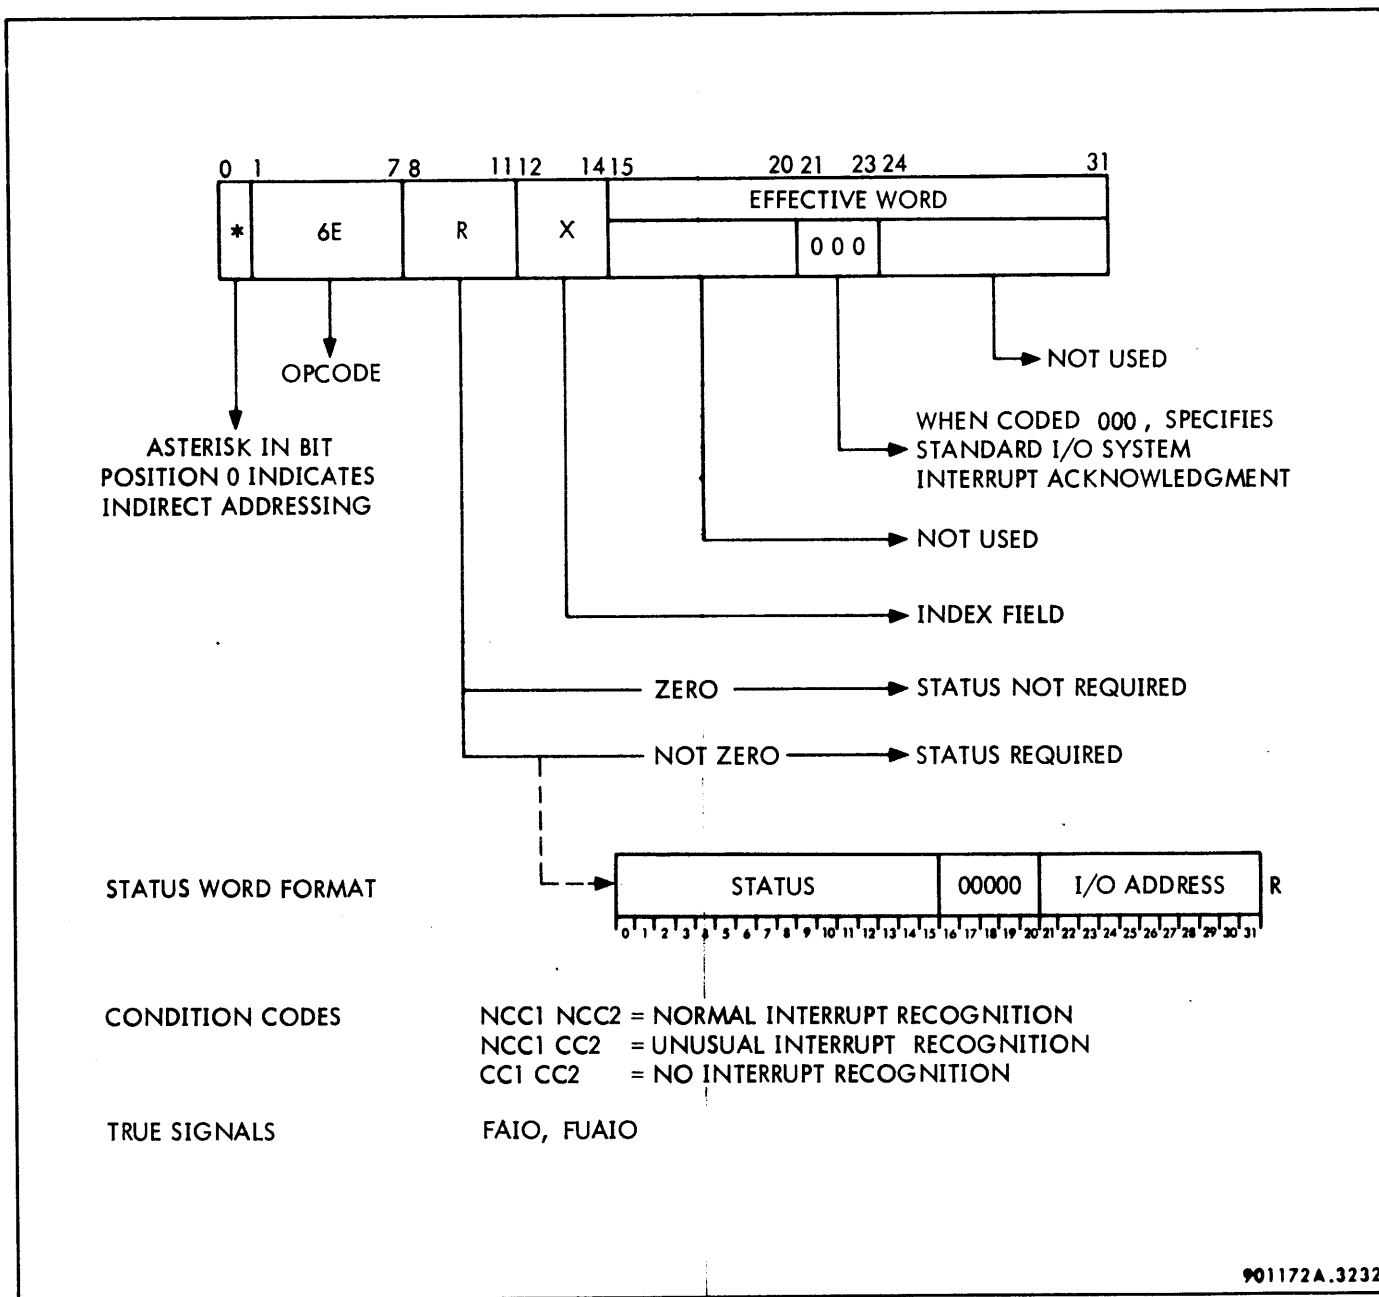 0 1 7 8 11 12 14 15 20 21 23 24 31
EFFECTIVE WORD
* 6E R X
0 0 0
OPCODE
NOT USED
ASTERISK IN BIT
POSITION 0 INDICATES
INDIRECT ADDRESSING
WHEN CODED 000 , SPECIFIES
STANDARD I/O SYSTEM
INTERRUPT ACKNOWLEDGMENT
NOT USED
INDEX FIELD
ZERO STATUS NOT REQUIRED
NOT ZERO STATUS REQUIRED
STATUS WORD FORMAT STATUS 00000 I/O ADDRESS R
0 1 2 3 4 5 6 7 8 9 10 11 12 13 14 15 16 17 18 19 20 21 22 23 24 25 26 27 28 29 30 31
CONDITION CODES NCC1 NCC2 = NORMAL INTERRUPT RECOGNITION
NCC1 CC2 = UNUSUAL INTERRUPT RECOGNITION
CC1 CC2 = NO INTERRUPT RECOGNITION
TRUE SIGNALS FAIO, FUAIO
901172A.3232